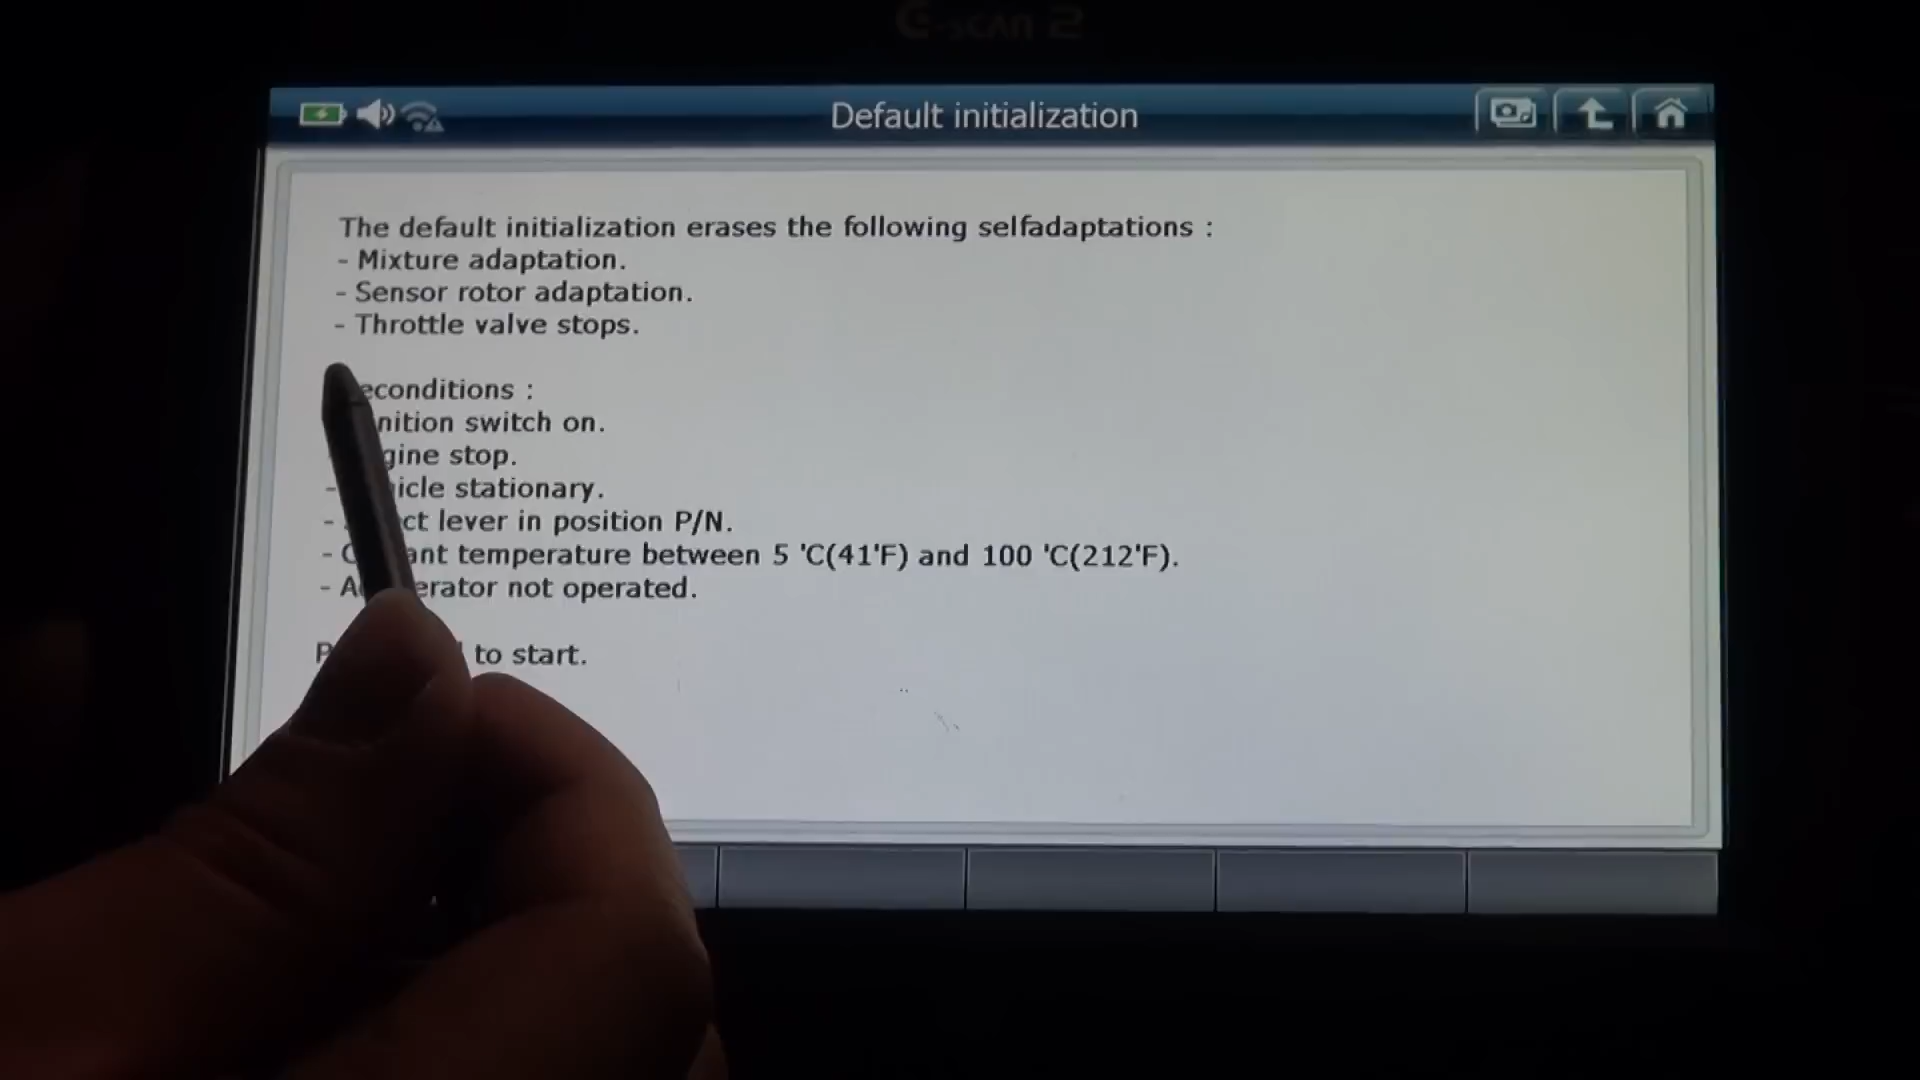 G-SCAN 2
Default initialization
The default initialization erases the following selfadaptations :
- Mixture adaptation.
- Sensor rotor adaptation.
- Throttle valve stops.
econditions :
nition switch on.
gine stop.
- icle stationary.
- ct lever in position P/N.
- ant temperature between 5 'C(41'F) and 100 'C(212'F).
- A erator not operated.
to start.